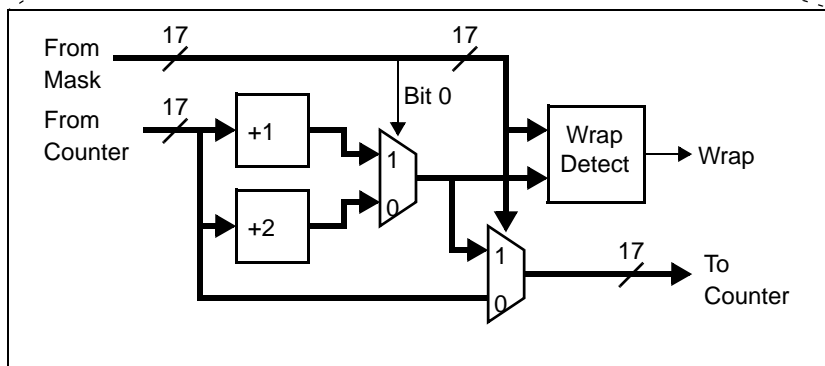 17
17
From
Mask
Bit 0
17
From
Counter
+1
1
0
+2
Wrap
Detect
Wrap
1
0
17
To
Counter